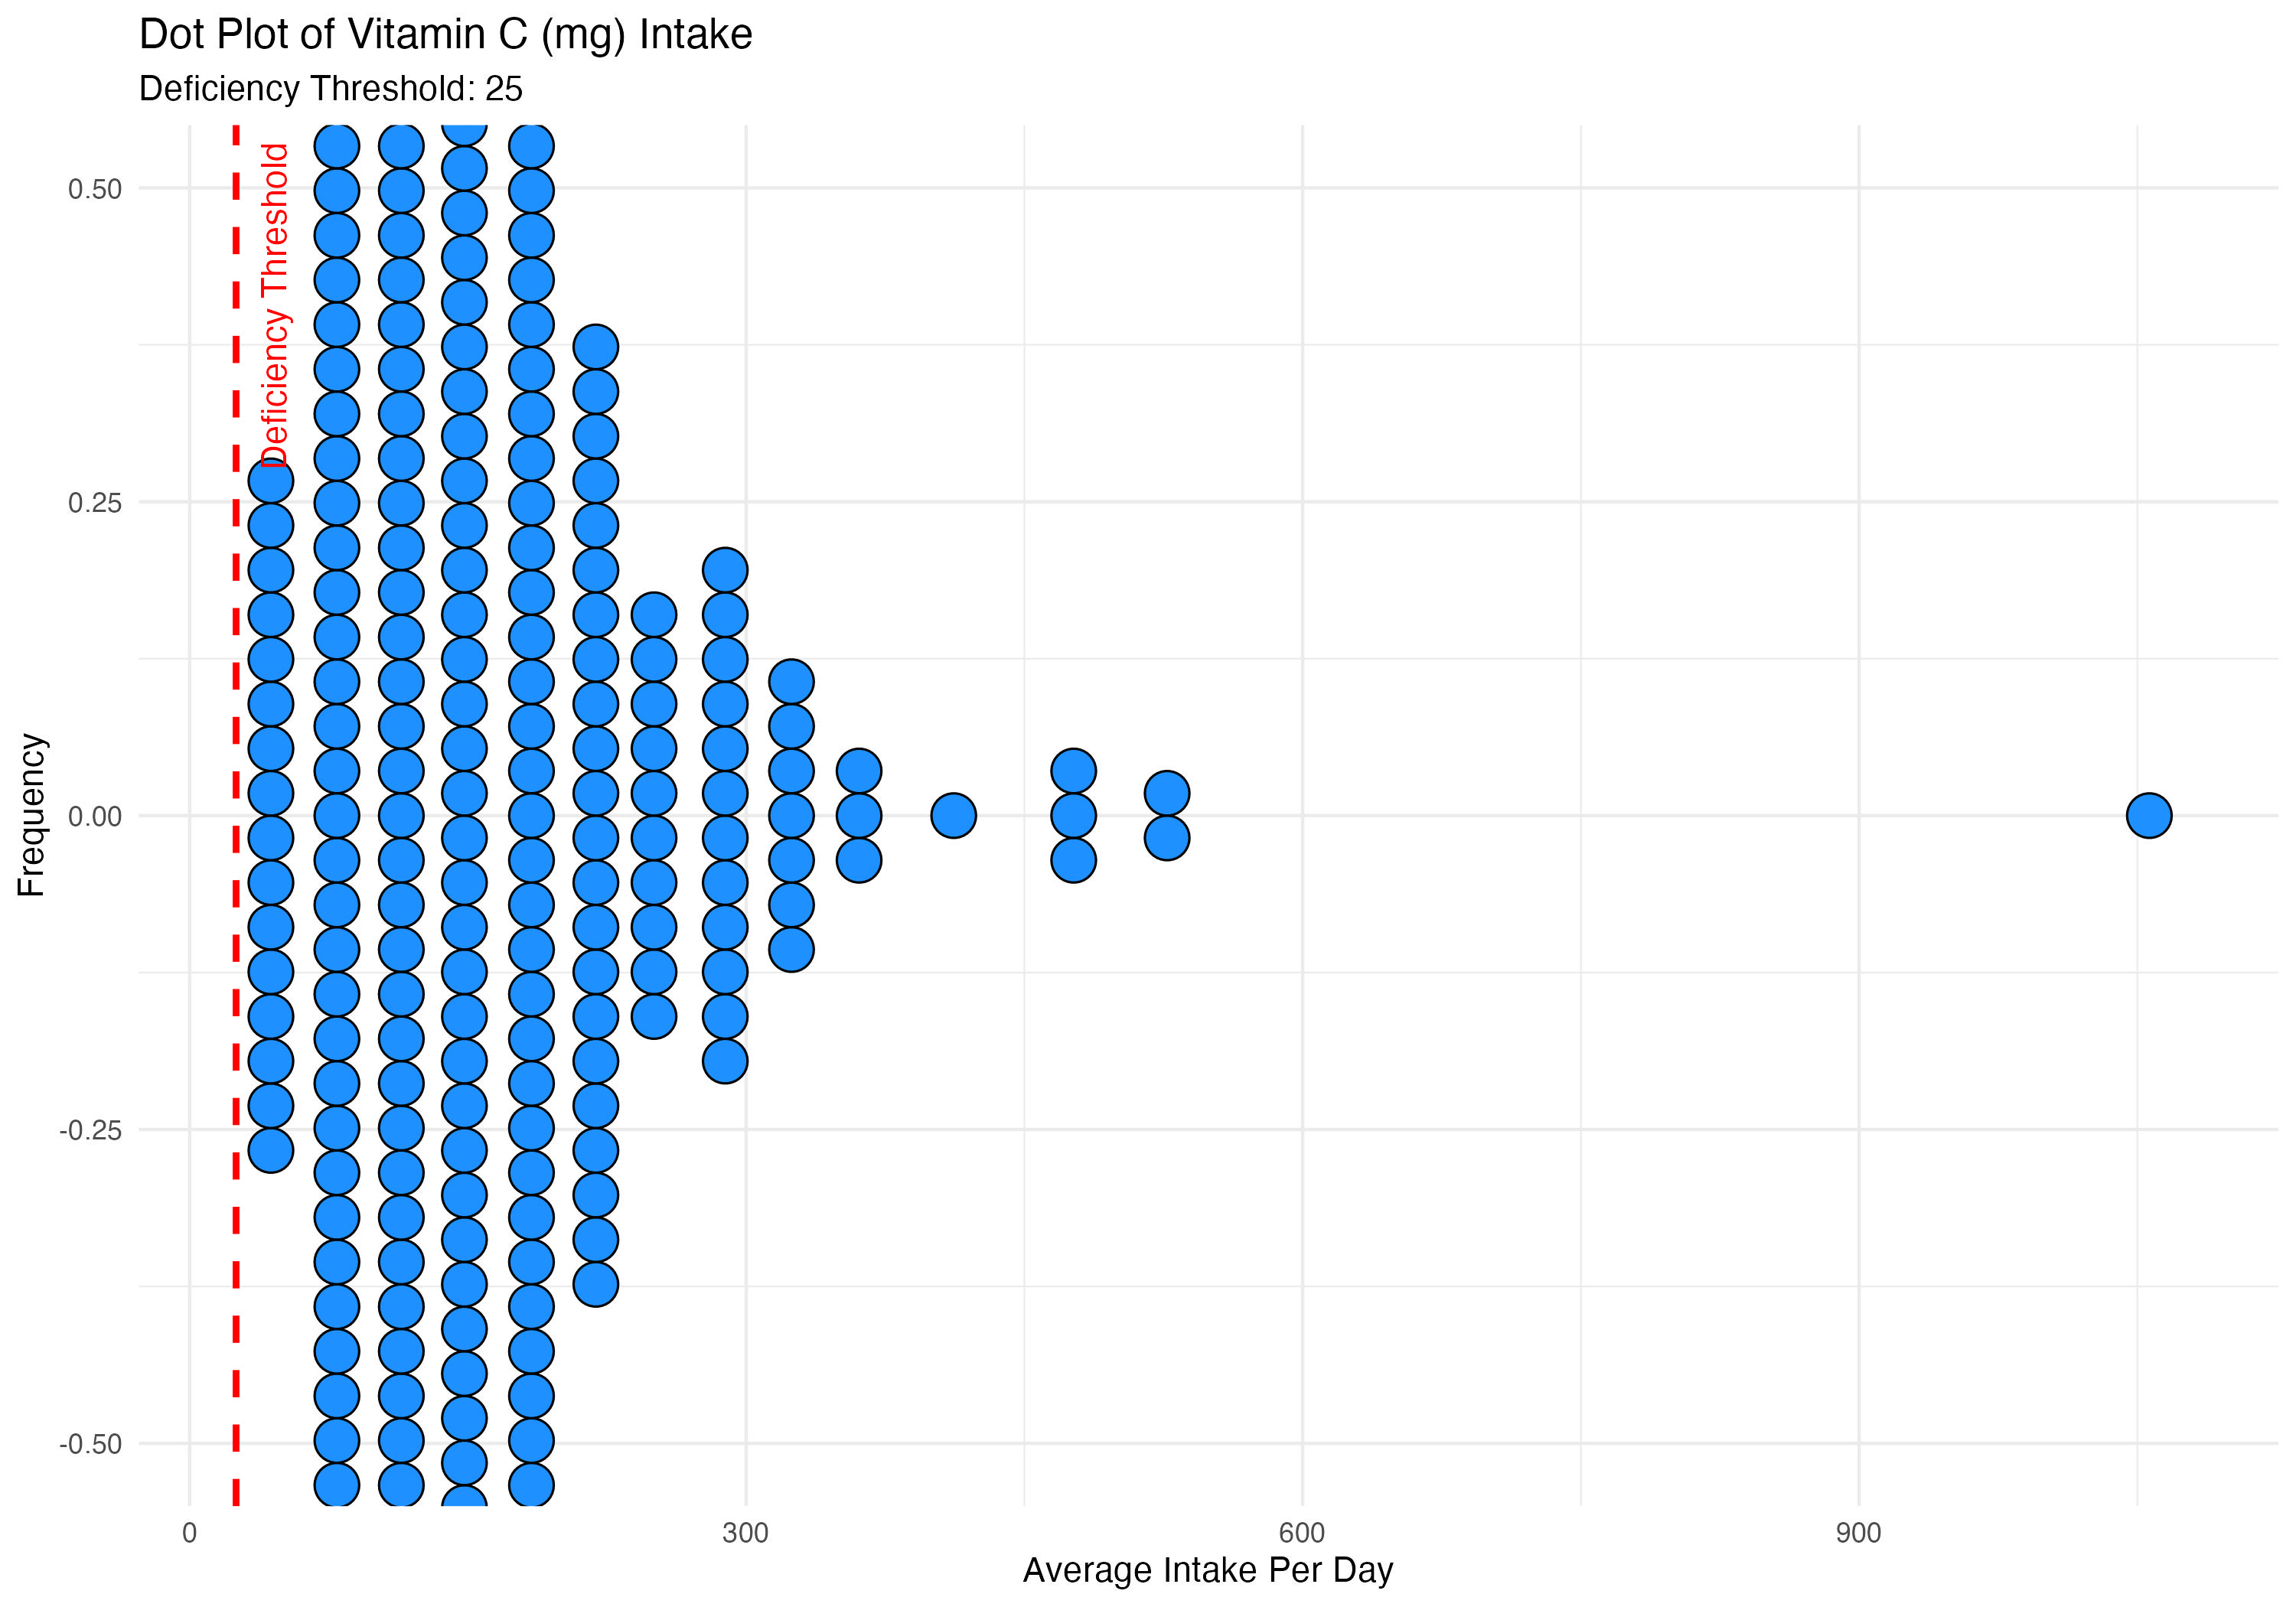 Dot Plot of Vitamin C (mg) Intake
Deficiency Threshold: 25
Deficiency Threshold
0.50
0.25
0.00
-0.25
-0.50
Frequency
0
300
600
900
Average Intake Per Day